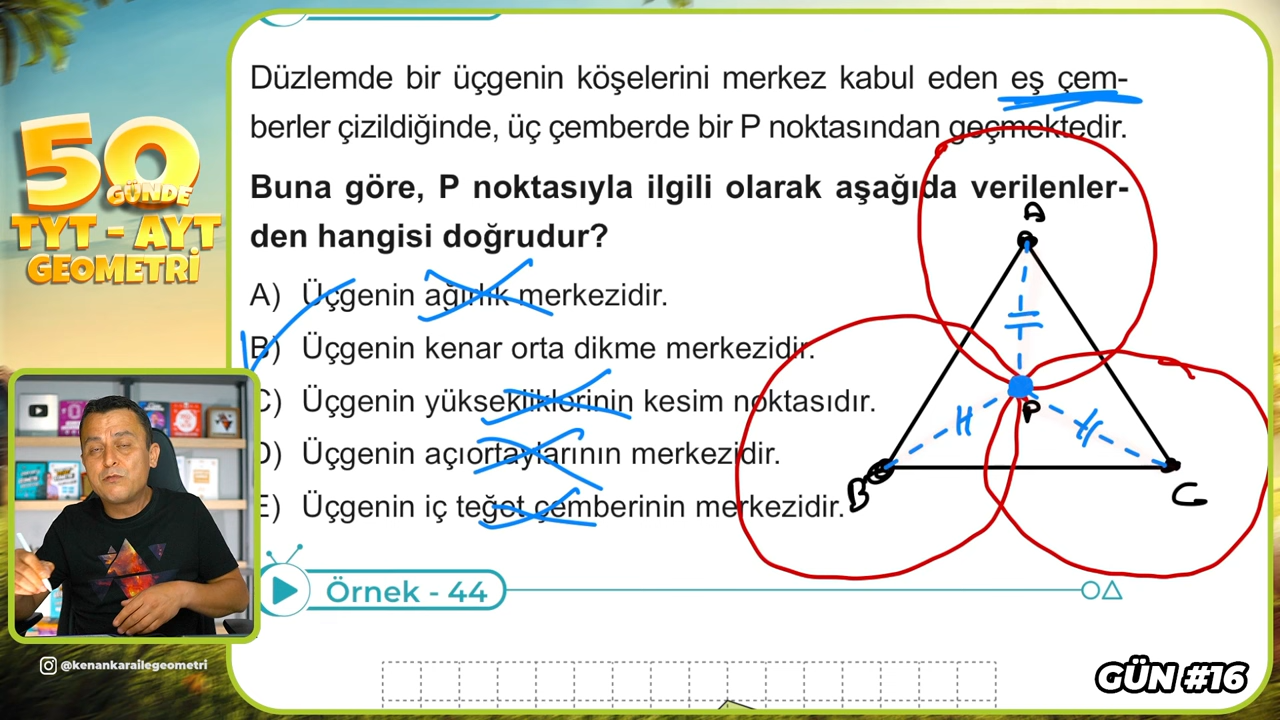 Düzlemde bir üçgenin köşelerini merkez kabul eden eş çem-
berler çizildiğinde, üç çemberde bir P noktasından geçmektedir.
Buna göre, P noktasıyla ilgili olarak aşağıda verilenler-
den hangisi doğrudur?
A) Üçgenin ağırlık merkezidir.
B) Üçgenin kenar orta dikme merkezidir.
C) Üçgenin yüksekliklerinin kesim noktasıdır.
D) Üçgenin açıortaylarının merkezidir.
E) Üçgenin iç teğet çemberinin merkezidir.
A
P
B
C
Örnek - 44
50
GÜNDE
TYT - AYT
GEOMETRİ
@kenankarailegeometri
GÜN #16